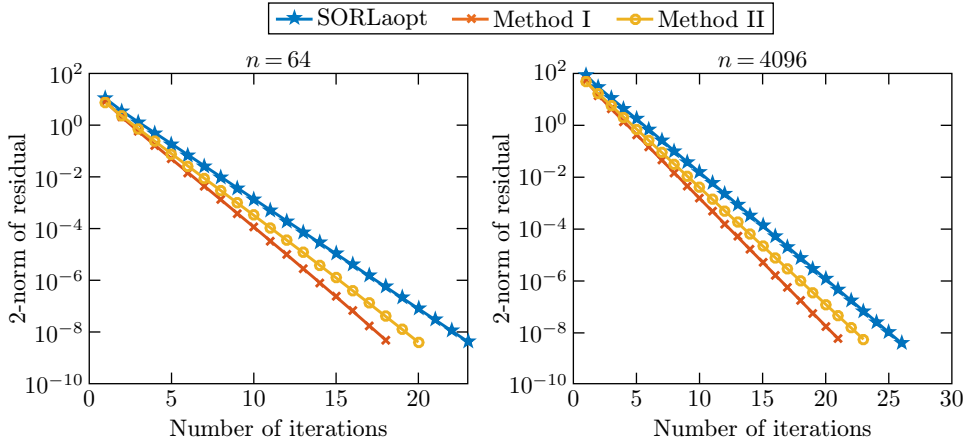 SORLaopt Method I Method II
n = 64
10^2
10^0
10^-2
10^-4
10^-6
10^-8
10^-10
2-norm of residual
0 5 10 15 20
Number of iterations
n = 4096
10^2
10^0
10^-2
10^-4
10^-6
10^-8
10^-10
2-norm of residual
0 5 10 15 20 25 30
Number of iterations